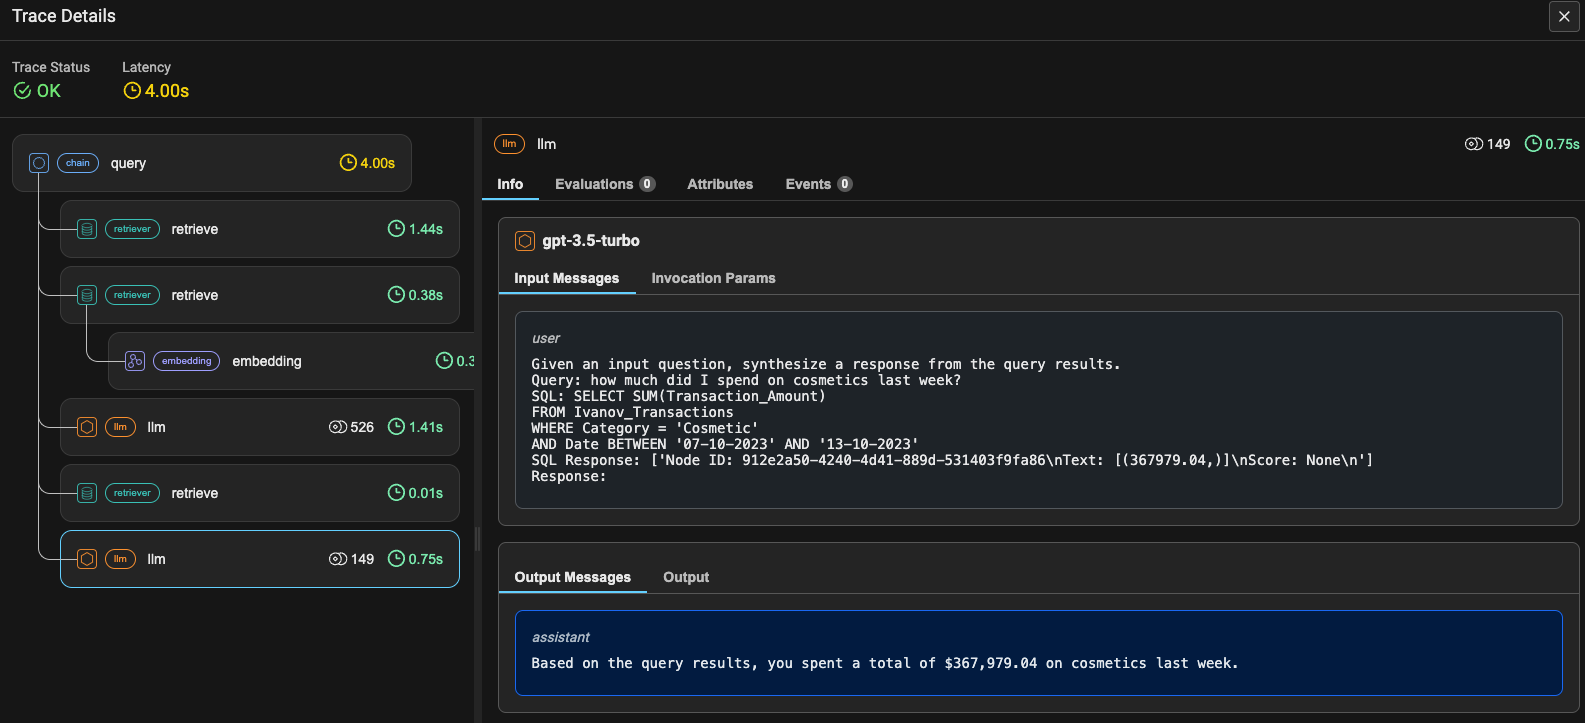 Trace Details
Trace Status
Latency
OK
4.00s
chain query 4.00s
retriever retrieve 1.44s
retriever retrieve 0.38s
embedding embedding 0.3
llm llm 526 1.41s
retriever retrieve 0.01s
llm llm 149 0.75s
llm llm 149 0.75s
Info Evaluations 0 Attributes Events 0
gpt-3.5-turbo
Input Messages Invocation Params
user
Given an input question, synthesize a response from the query results.
Query: how much did I spend on cosmetics last week?
SQL: SELECT SUM(Transaction_Amount)
FROM Ivanov_Transactions
WHERE Category = 'Cosmetic'
AND Date BETWEEN '07-10-2023' AND '13-10-2023'
SQL Response: ['Node ID: 912e2a50-4240-4d41-889d-531403f9fa86\nText: [(367979.04,)]\nScore: None\n']
Response:
Output Messages Output
assistant
Based on the query results, you spent a total of $367,979.04 on cosmetics last week.